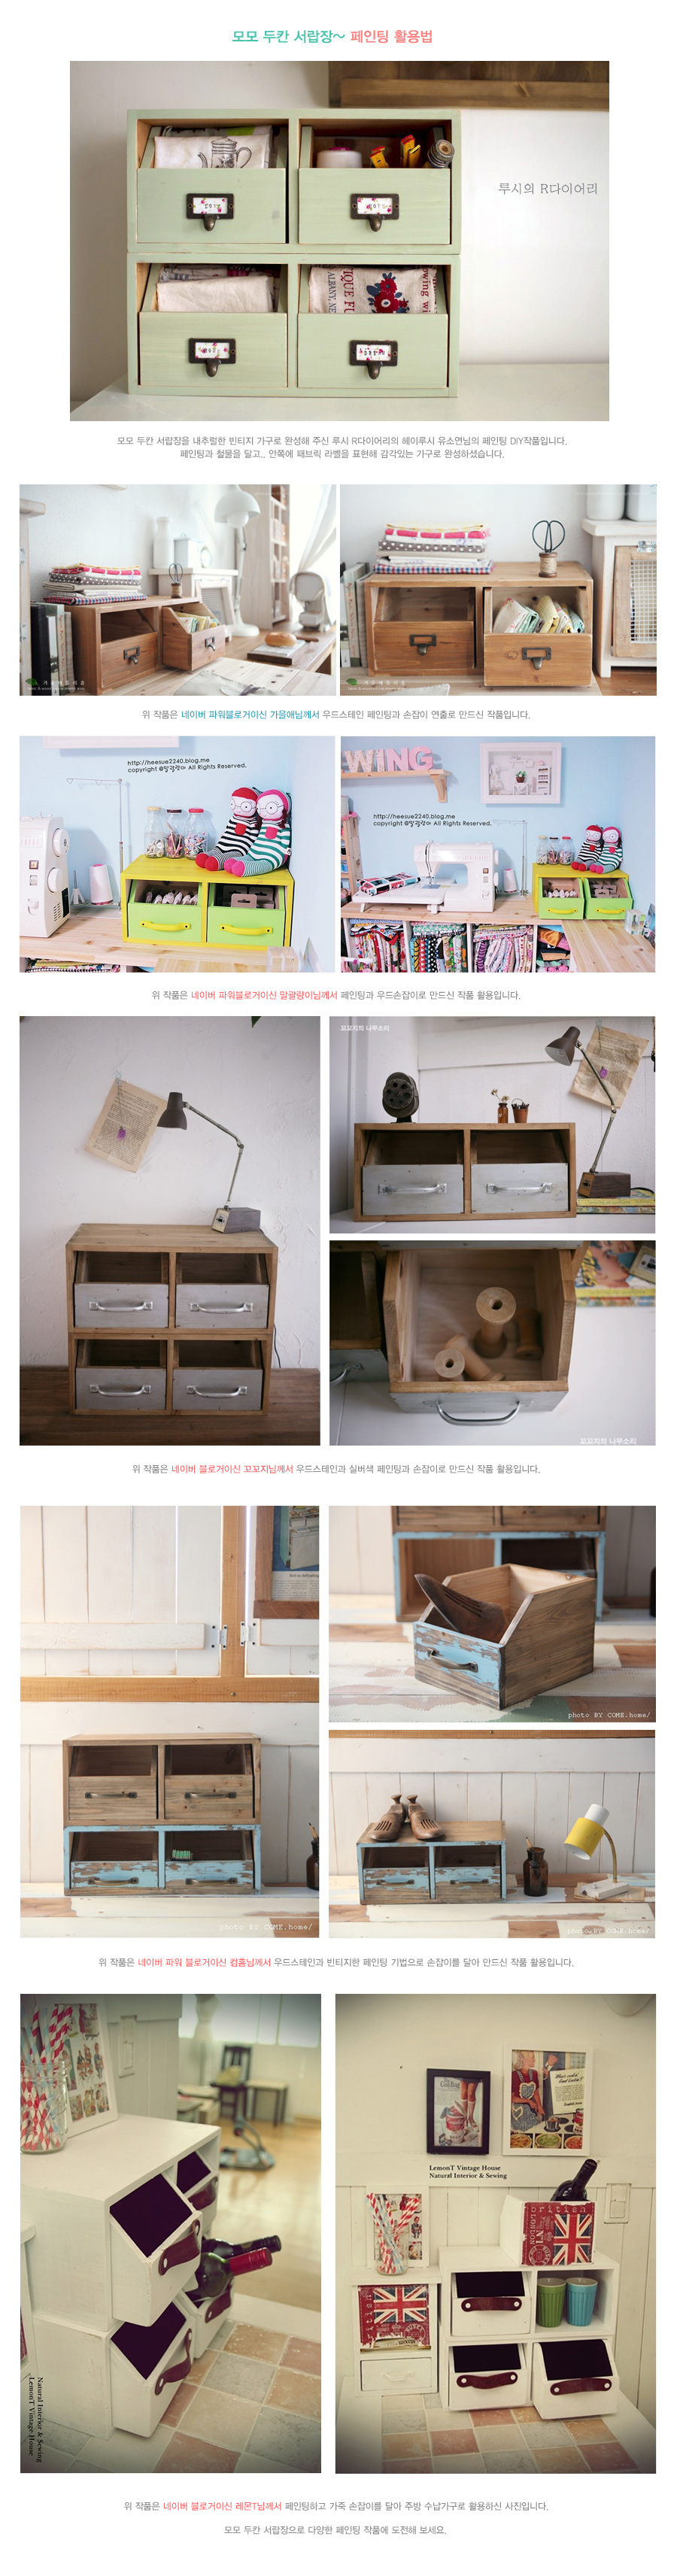 모모 두칸 서랍장~ 페인팅 활용법
루시의 R다이어리
모모 두칸 서랍장을 내추럴한 빈티지 가구로 완성해 주신 루시 R다이어리의 헤이루시 유소연님의 페인팅 DIY작품입니다.
페인팅과 철물을 달고.. 안쪽에 패브릭 라벨을 표현해 감각있는 가구로 완성하셨습니다.
위 작품은 네이버 파워블로거이신 가을애님께서 우드스테인 페인팅과 손잡이 연출로 만드신 작품입니다.
http://heesue2240.blog.me
copyright @말괄량이 All Rights Reserved.
WING
http://heesue2240.blog.me
copyright @말괄량이 All Rights Reserved.
위 작품은 네이버 파워블로거이신 말괄량이님께서 페인팅과 우드손잡이로 만드신 작품 활용입니다.
꼬꼬지의 나무소리
꼬꼬지의 나무소리
위 작품은 네이버 블로거이신 꼬꼬지님께서 우드스테인과 실버색 페인팅과 손잡이로 만드신 작품 활용입니다.
photo BY COME.home/
photo BY COME.home/
photo BY COME.home/
위 작품은 네이버 파워 블로거이신 컴홈님께서 우드스테인과 빈티지한 페인팅 기법으로 손잡이를 달아 만드신 작품 활용입니다.
Natural Interior & Sewing
LemonT Vintage House
LemonT Vintage House
Natural Interior & Sewing
british
위 작품은 네이버 블로거이신 레몬T님께서 페인팅하고 가죽 손잡이를 달아 주방 수납가구로 활용하신 사진입니다.
모모 두칸 서랍장으로 다양한 페인팅 작품에 도전해 보세요.